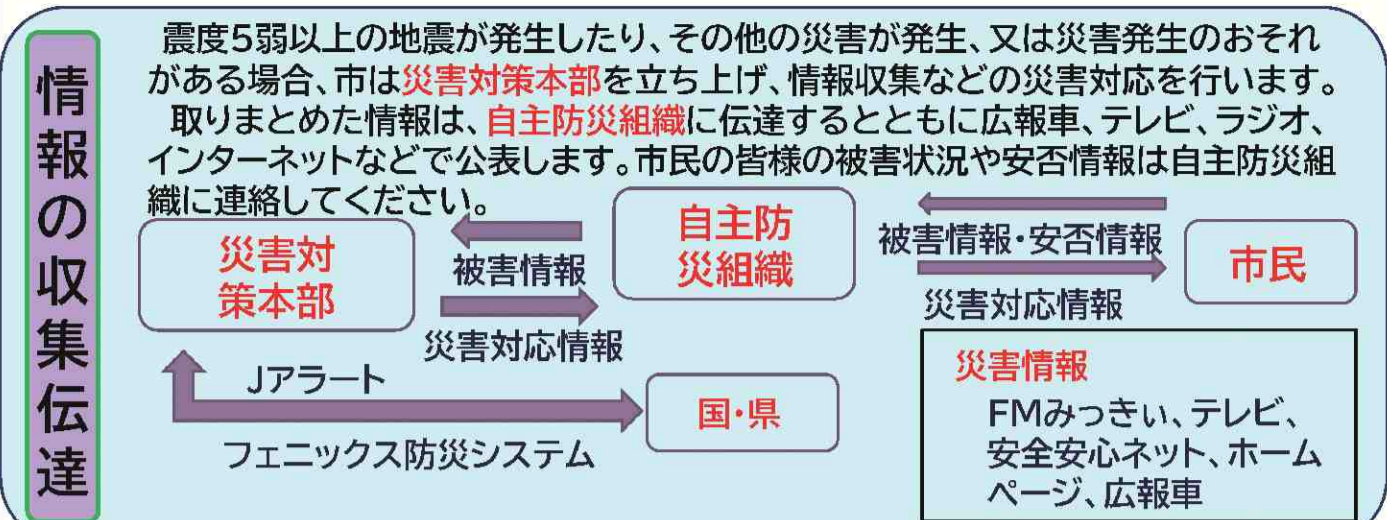 情報の収集伝達
震度5弱以上の地震が発生したり、その他の災害が発生、又は災害発生のおそれ
がある場合、市は災害対策本部を立ち上げ、情報収集などの災害対応を行います。
取りまとめた情報は、自主防災組織に伝達するとともに広報車、テレビ、ラジオ、
インターネットなどで公表します。市民の皆様の被害状況や安否情報は自主防災組
織に連絡してください。
災害対
策本部
被害情報
災害対応情報
自主防
災組織
被害情報・安否情報
災害対応情報
市民
Jアラート
フェニックス防災システム
国・県
災害情報
FMみっきぃ、テレビ、
安全安心ネット、ホーム
ページ、広報車